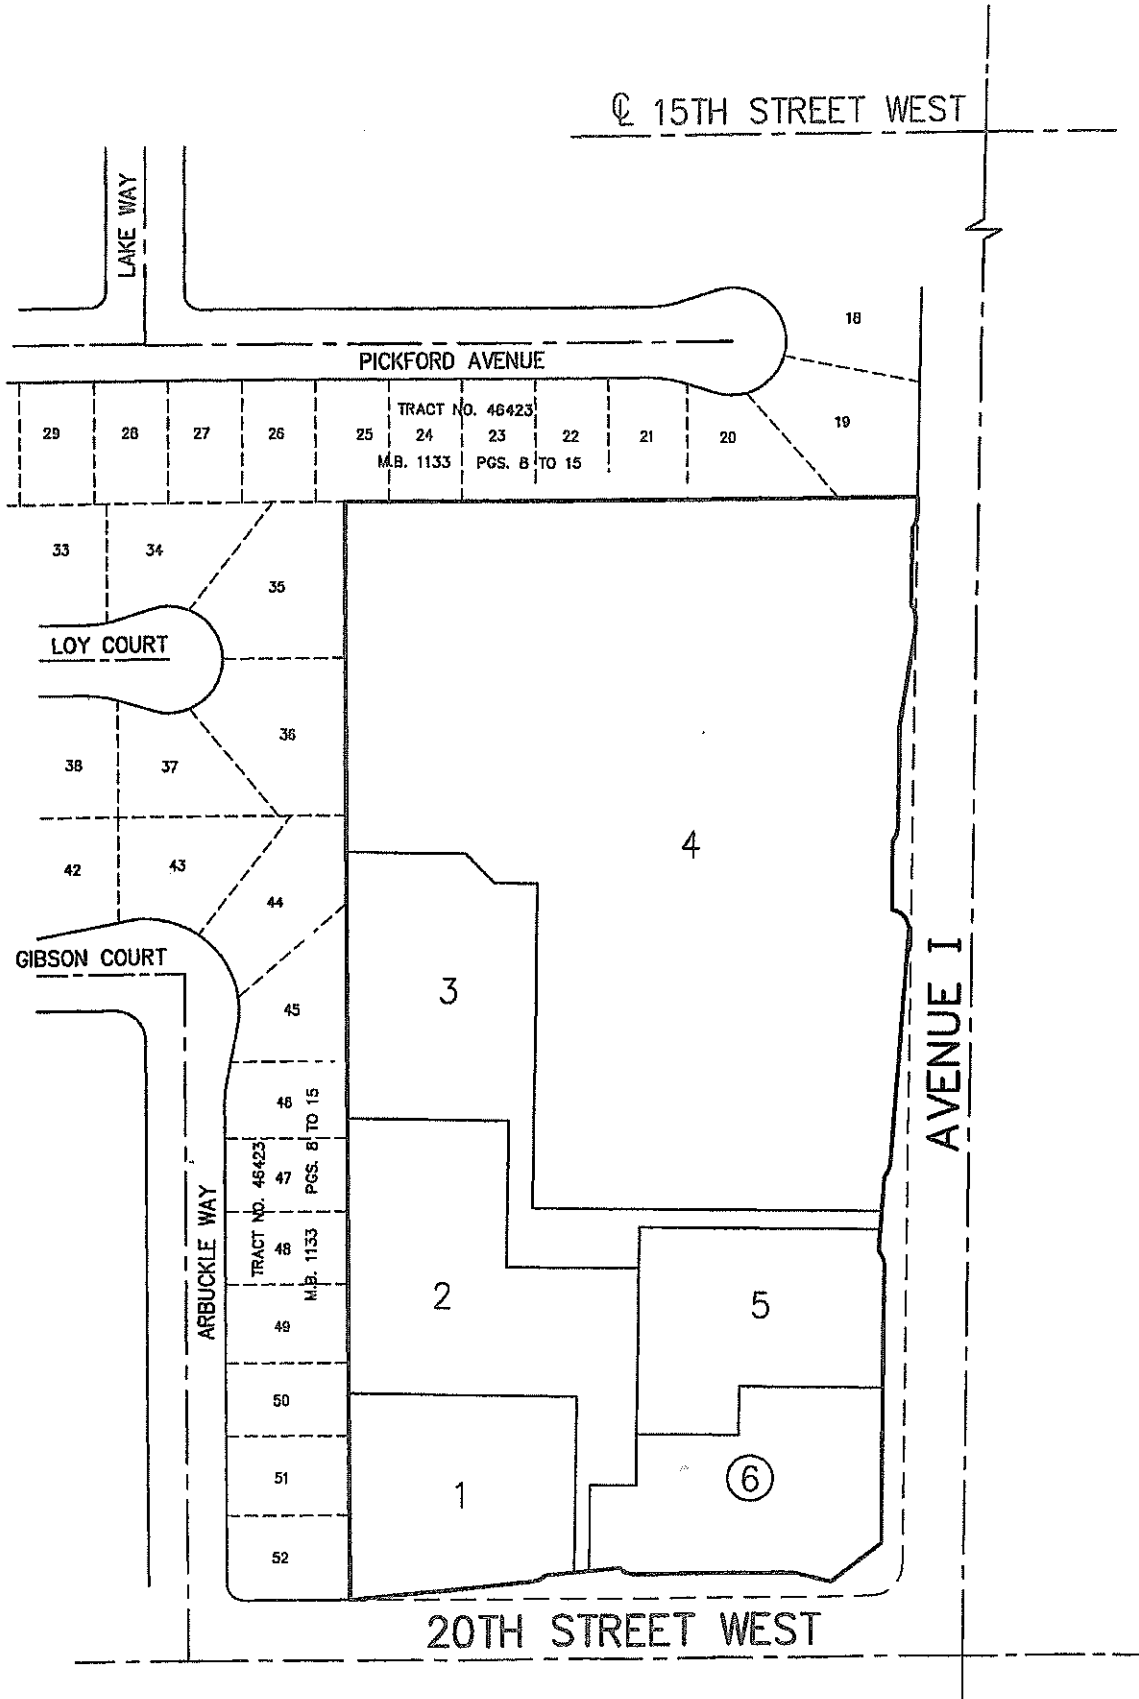 ℄ 15TH STREET WEST
LAKE WAY
18
PICKFORD AVENUE
TRACT NO. 46423
29 28 27 26 25 24 23 22 21 20 19
M.B. 1133 PGS. 8 TO 15
33 34
35
LOY COURT
36
38 37
4
42 43
44
GIBSON COURT
3
45
AVENUE I
46
47
48
49
50
51
52
TRACT NO. 46423
M.B. 1133 PGS. 8 TO 15
ARBUCKLE WAY
2
5
6
1
20TH STREET WEST